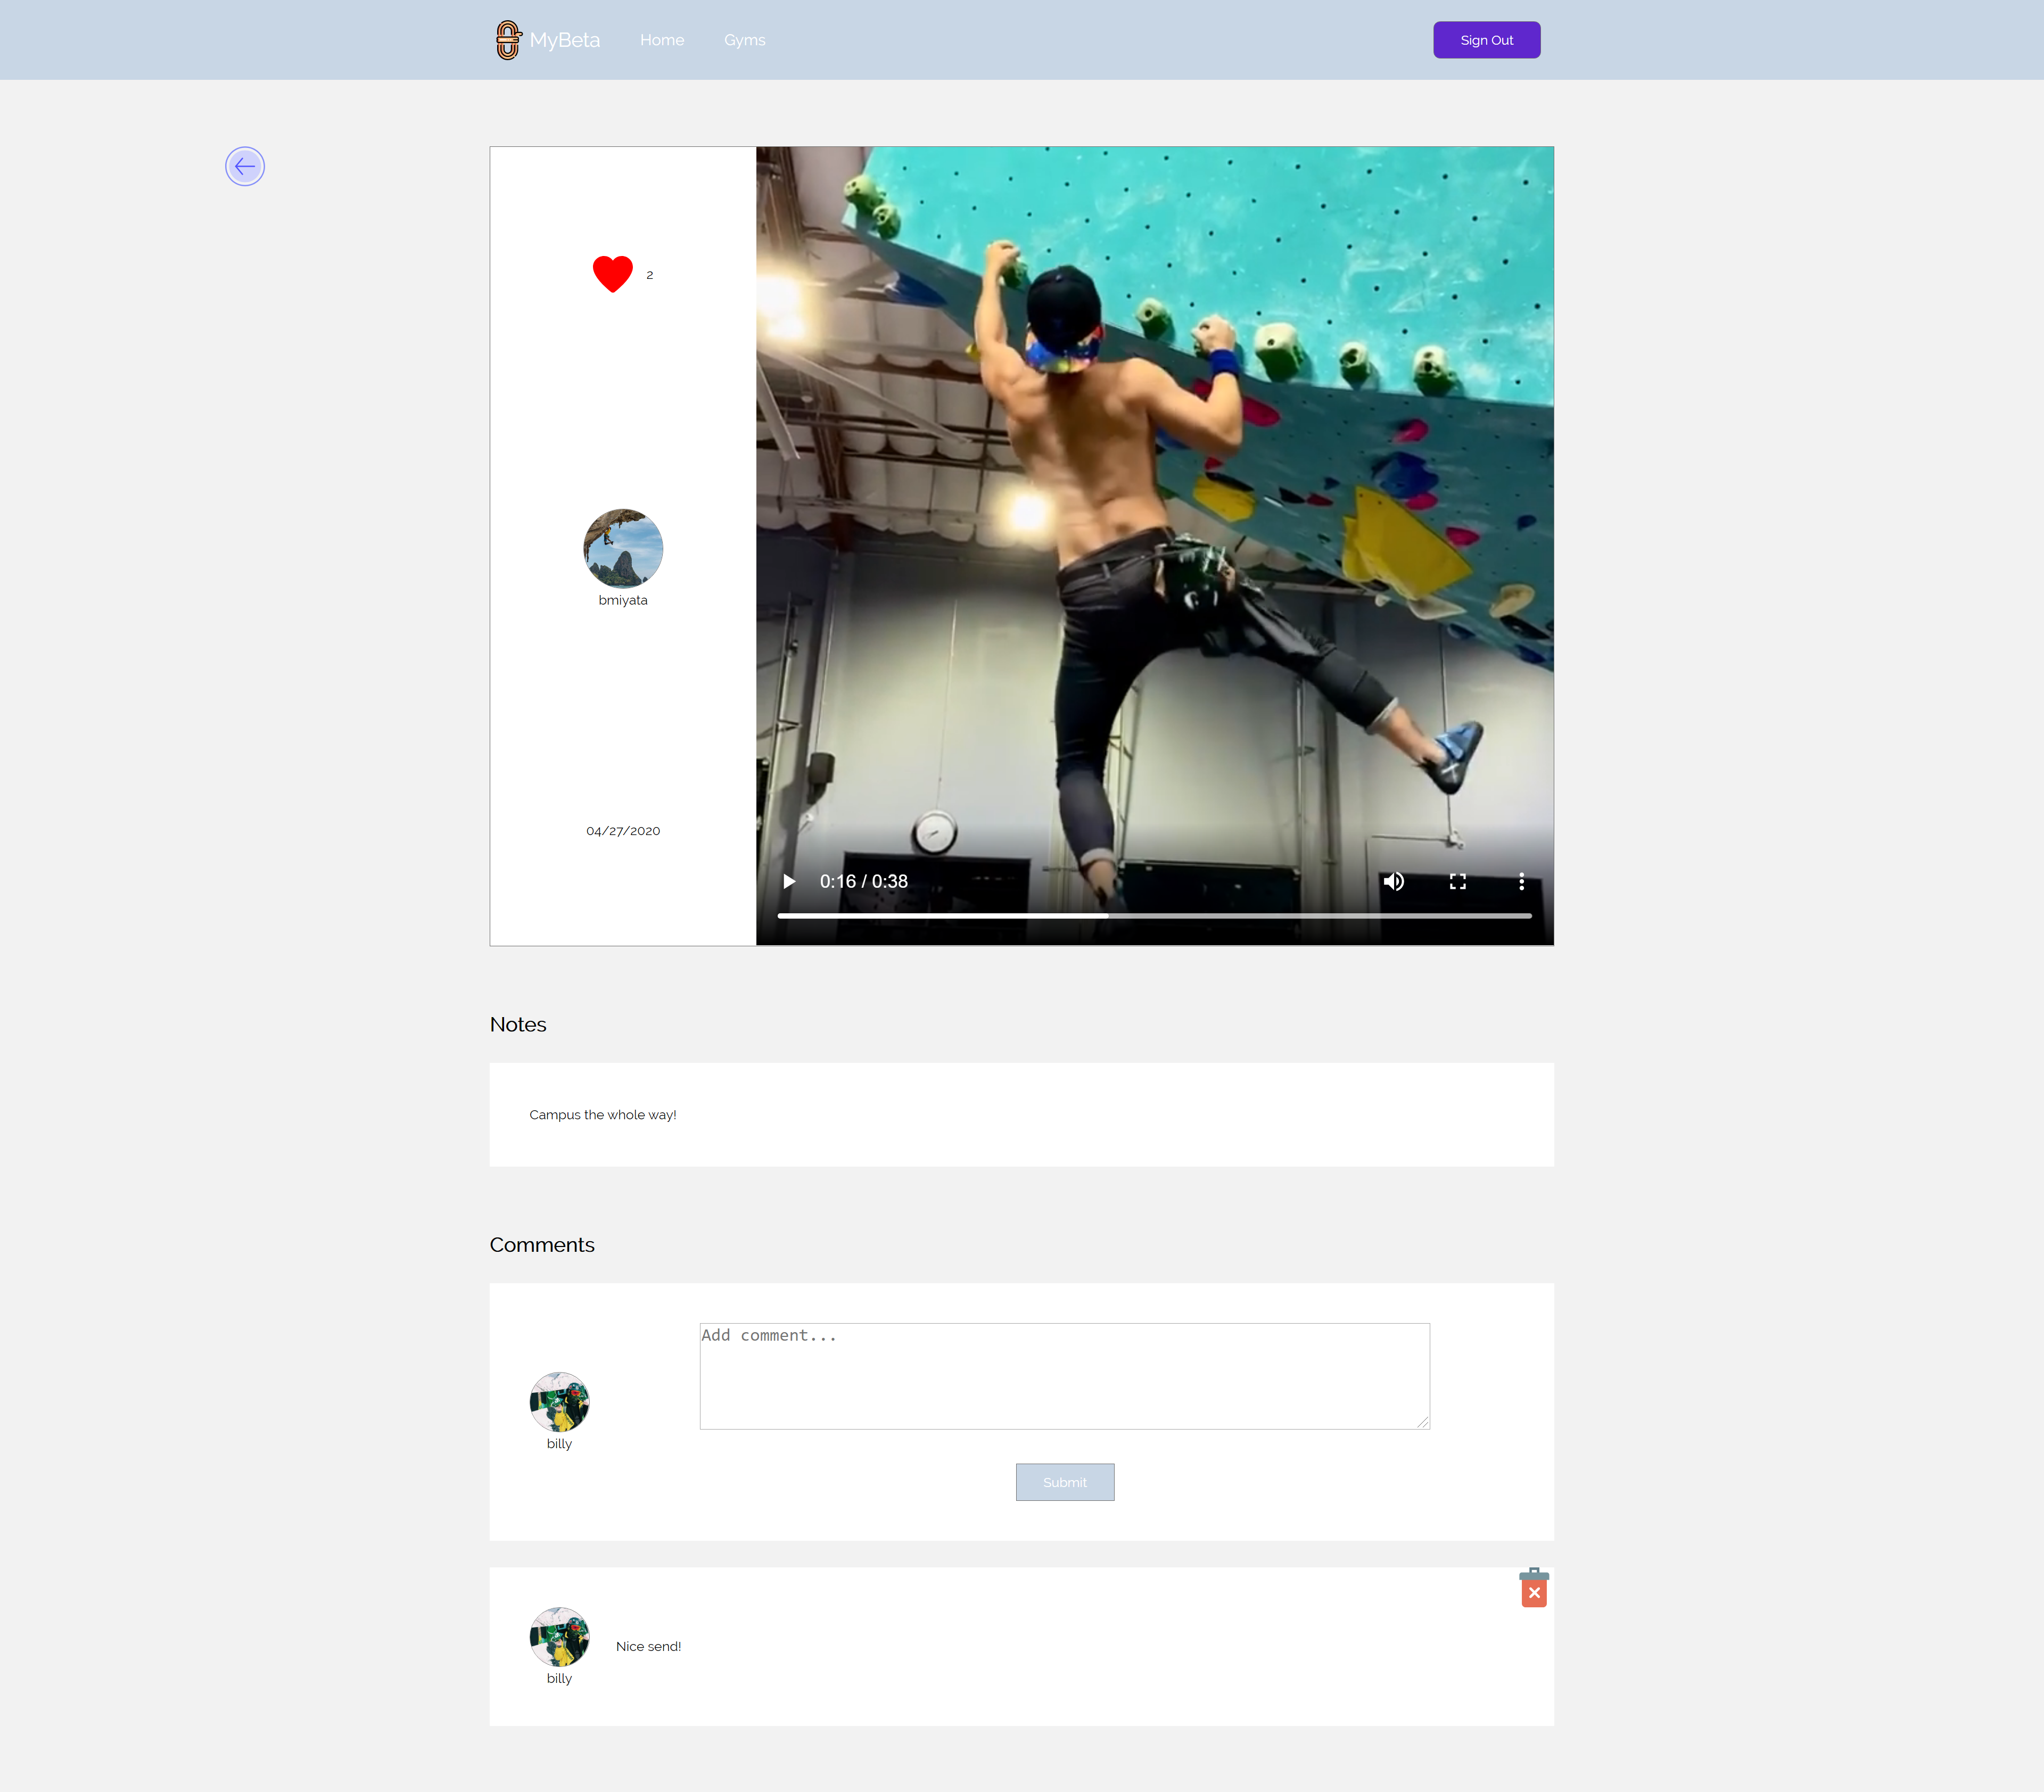 MyBeta
Home
Gyms
Sign Out
2
bmiyata
04/27/2020
0:16 / 0:38
Notes
Campus the whole way!
Comments
Add comment...
billy
Submit
Nice send!
billy